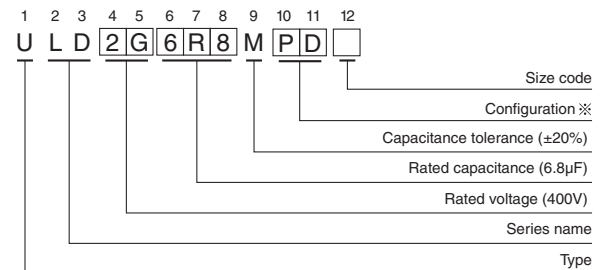 1 2 3 4 5 6 7 8 9 10 11 12
U L D 2 G 6 R 8 M P D
Size code
Configuration ※
Capacitance tolerance (±20%)
Rated capacitance (6.8µF)
Rated voltage (400V)
Series name
Type